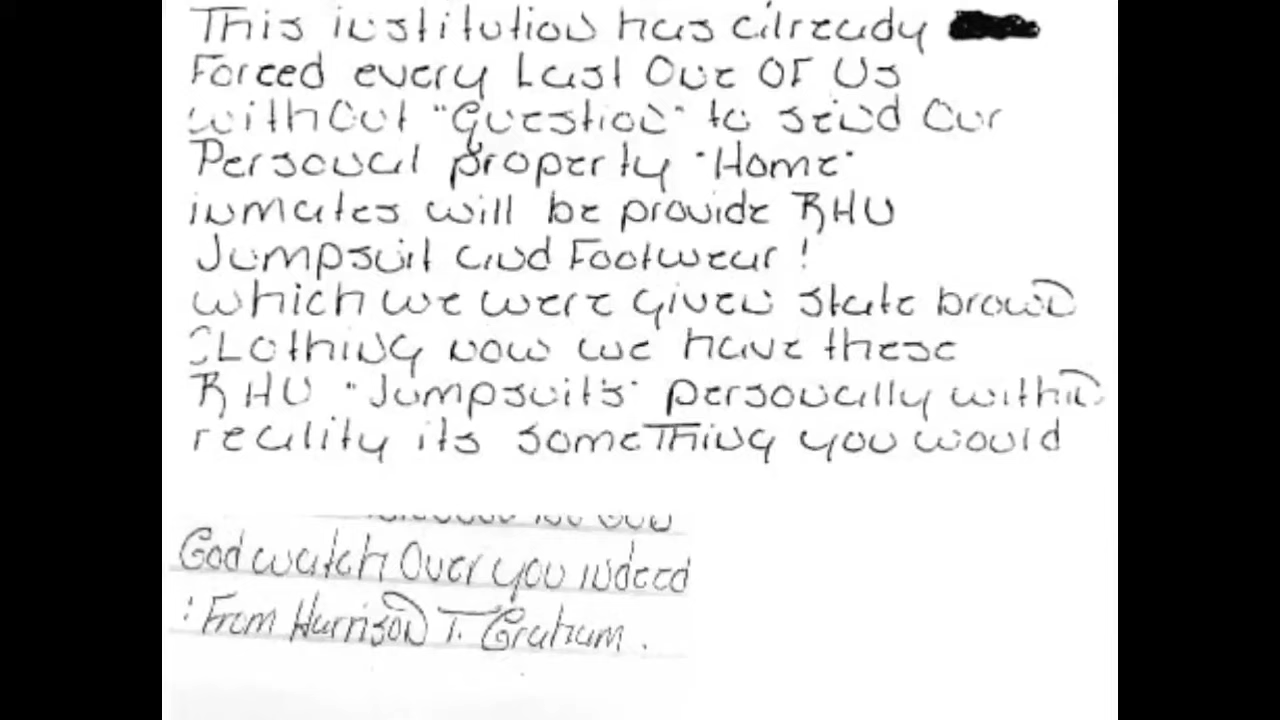 This institution has already
Forced every Last One OF Us
without "Question" to send Our
Personal property "Home"
inmates will be provide RHU
Jumpsuit and Footwear!
which we were given state brown
CLothing now we have these
RHU "Jumpsuit's" personally within
reality its someThing you would
God watch Over you indeed
: From Harrison T. Graham.